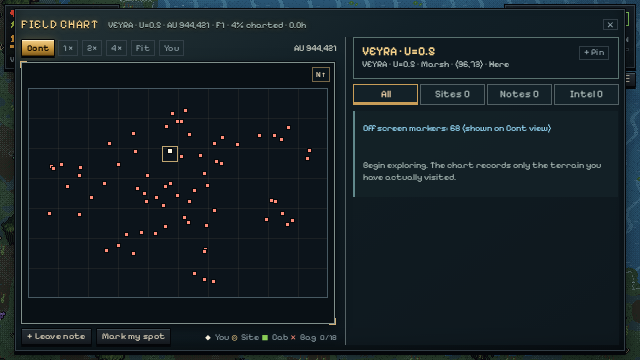 FIELD CHART VEYRA · U=0.S · AU 944,421 · F1 · 4% charted · 0.0h
Cont 1× 2× 4× Fit You AU 944,421
N↑
VEYRA · U=0.S
VEYRA · U=0.S · Marsh · (96,73) · Here
+ Pin
All Sites 0 Notes 0 Intel 0
Off screen markers: 68 (shown on Cont view)
Begin exploring. The chart records only the terrain you
have actually visited.
+ Leave note Mark my spot You Site Oob Bag 0/18